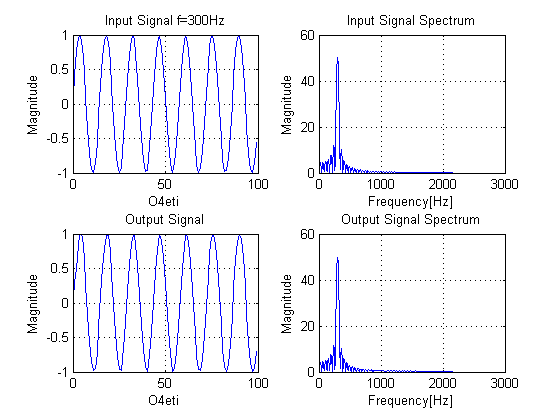 Input Signal f=300Hz
Input Signal Spectrum
1
0.5
0
-0.5
-1
Magnitude
0
50
100
O4eti
60
40
20
0
Magnitude
0
1000
2000
3000
Frequency[Hz]
Output Signal
Output Signal Spectrum
1
0.5
0
-0.5
-1
Magnitude
0
50
100
O4eti
60
40
20
0
Magnitude
0
1000
2000
3000
Frequency[Hz]